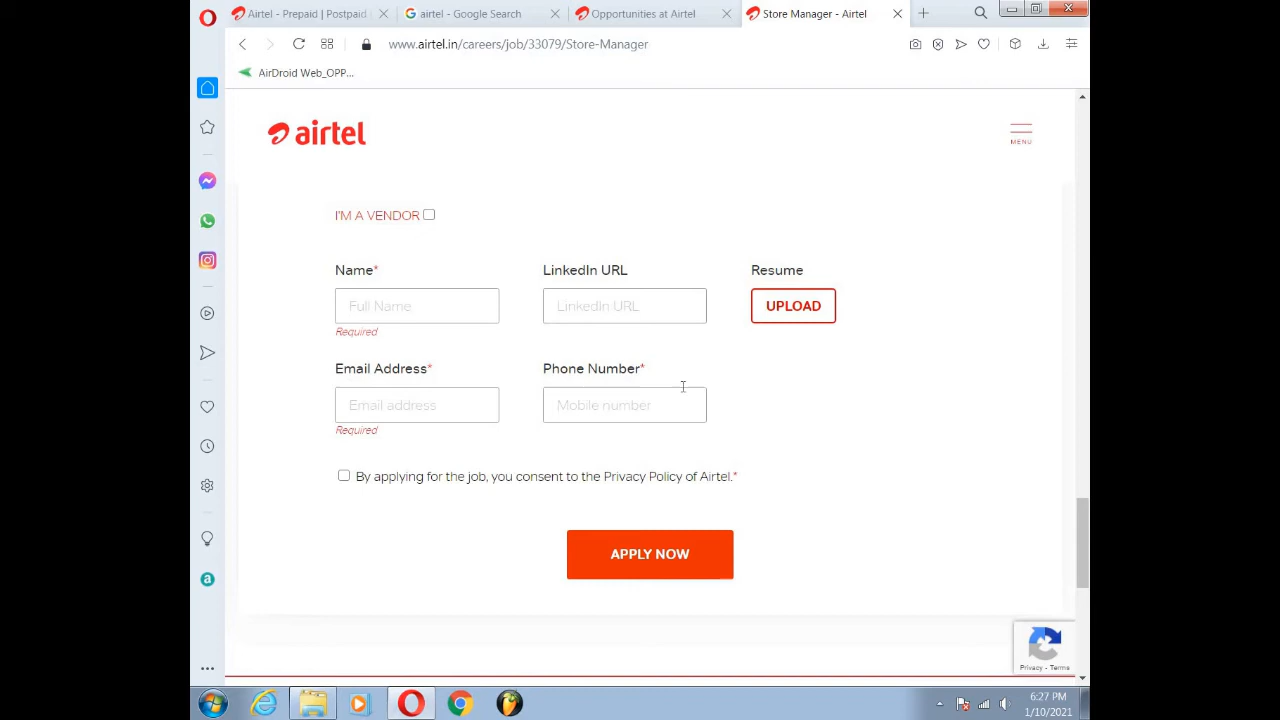 Airtel - Prepaid | Postpaid
airtel - Google Search
Opportunities at Airtel
Store Manager - Airtel
www.airtel.in/careers/job/33079/Store-Manager
AirDroid Web_OPP...
airtel
MENU
I'M A VENDOR
Name*
LinkedIn URL
Resume
Full Name
LinkedIn URL
UPLOAD
Required
Email Address*
Phone Number*
Email address
Mobile number
Required
By applying for the job, you consent to the Privacy Policy of Airtel.*
APPLY NOW
Privacy - Terms
6:27 PM
1/10/2021